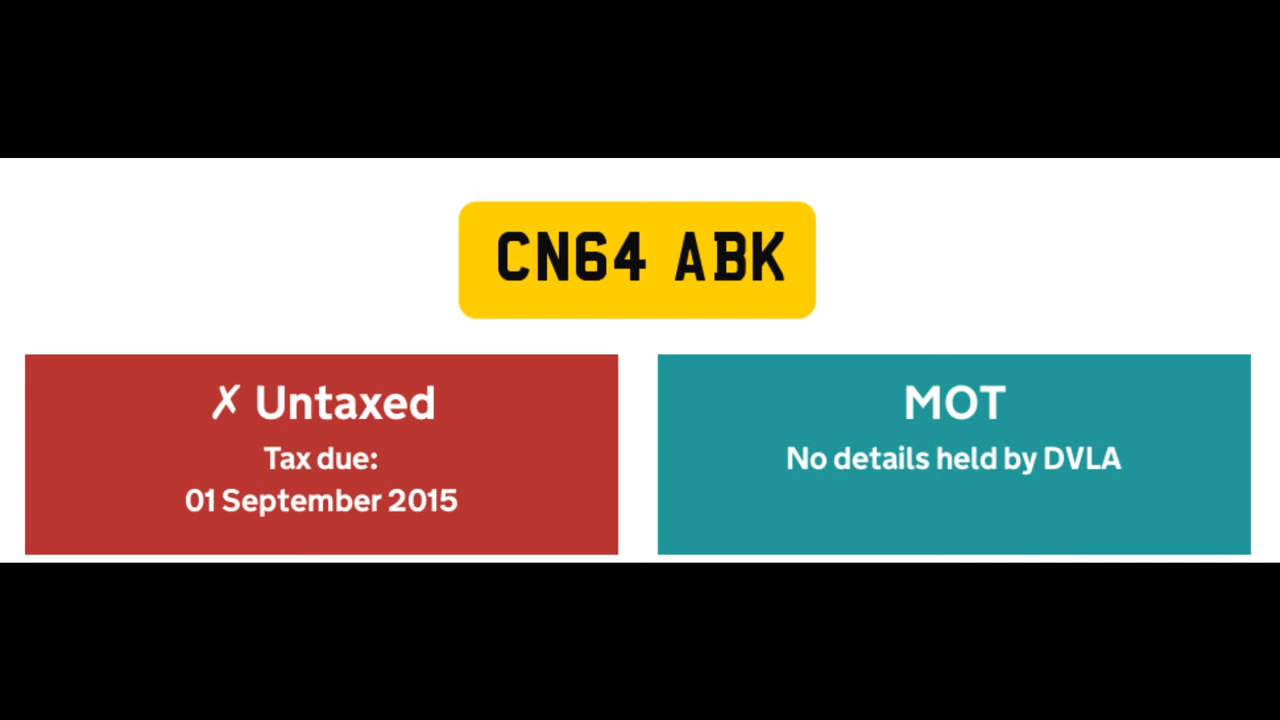 CN64 ABK
✗ Untaxed
Tax due:
01 September 2015
MOT
No details held by DVLA